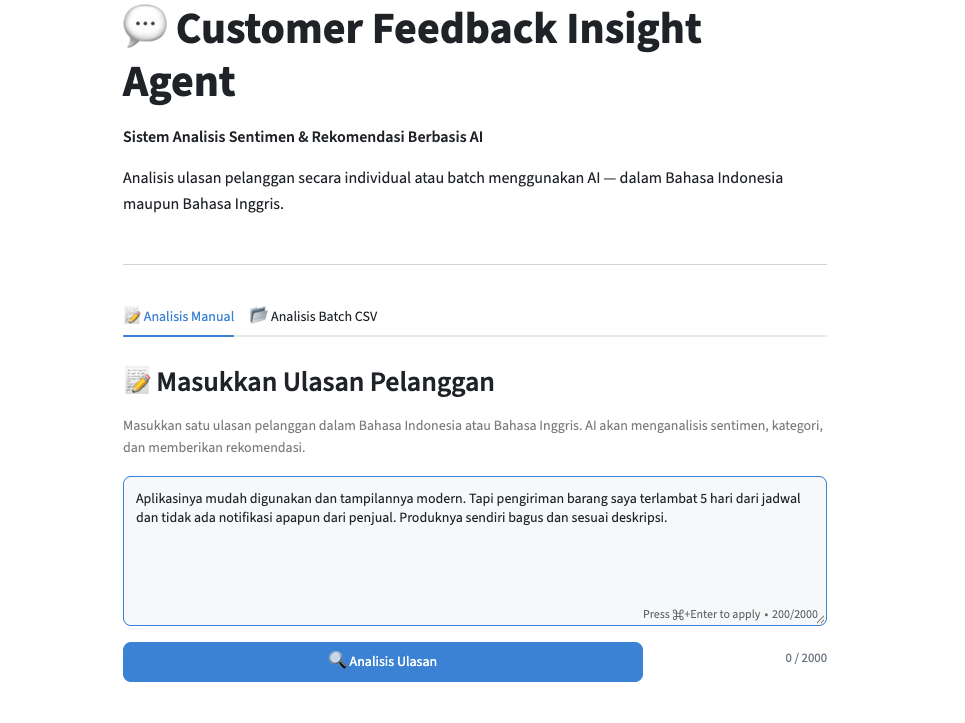 💬 Customer Feedback Insight
Agent
Sistem Analisis Sentimen & Rekomendasi Berbasis AI
Analisis ulasan pelanggan secara individual atau batch menggunakan AI — dalam Bahasa Indonesia
maupun Bahasa Inggris.
📝 Analisis Manual
📁 Analisis Batch CSV
📝 Masukkan Ulasan Pelanggan
Masukkan satu ulasan pelanggan dalam Bahasa Indonesia atau Bahasa Inggris. AI akan menganalisis sentimen, kategori,
dan memberikan rekomendasi.
Aplikasinya mudah digunakan dan tampilannya modern. Tapi pengiriman barang saya terlambat 5 hari dari jadwal
dan tidak ada notifikasi apapun dari penjual. Produknya sendiri bagus dan sesuai deskripsi.
Press ⌘+Enter to apply • 200/2000
🔍 Analisis Ulasan
0 / 2000